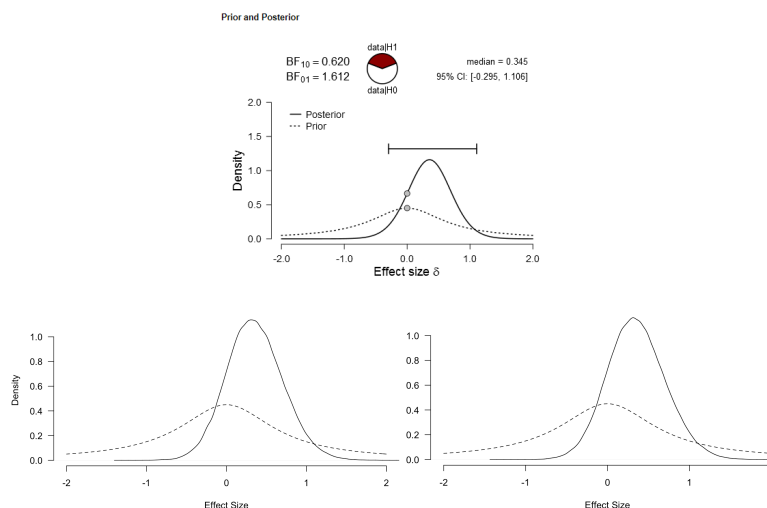 Prior and Posterior
data|H1
BF10 = 0.620
BF01 = 1.612
median = 0.345
95% CI: [-0.295, 1.106]
data|H0
2.0
1.5
1.0
0.5
0.0
Density
Posterior
Prior
-2.0 -1.0 0.0 1.0 2.0
Effect size δ
1.0
0.8
0.6
0.4
0.2
0.0
Density
-2 -1 0 1 2
Effect Size
1.0
0.8
0.6
0.4
0.2
0.0
-2 -1 0 1
Effect Size